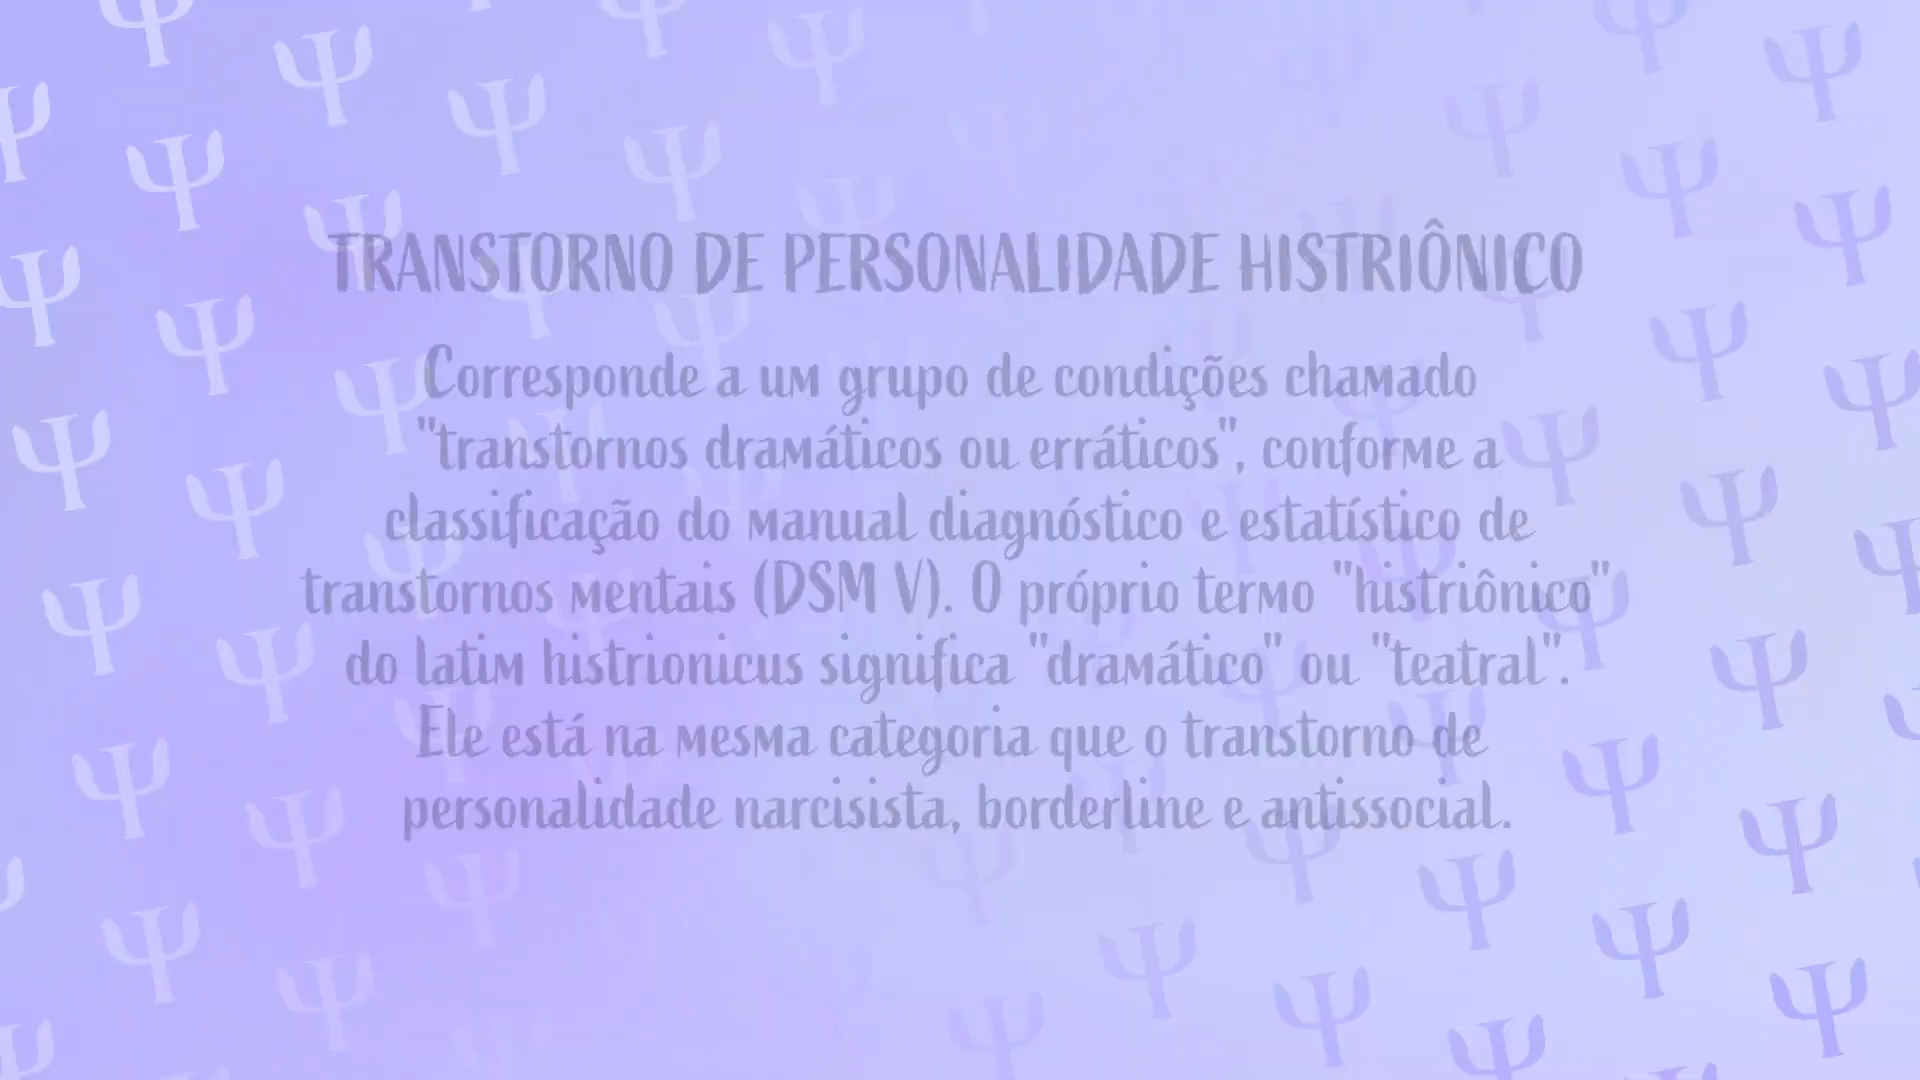 TRANSTORNO DE PERSONALIDADE HISTRIÔNICO
Corresponde a um grupo de condições chamado
"transtornos dramáticos ou erráticos", conforme a
classificação do manual diagnóstico e estatístico de
transtornos mentais (DSM V). O próprio termo "histriônico"
do latim histrionicus significa "dramático" ou "teatral".
Ele está na mesma categoria que o transtorno de
personalidade narcisista, borderline e antissocial.